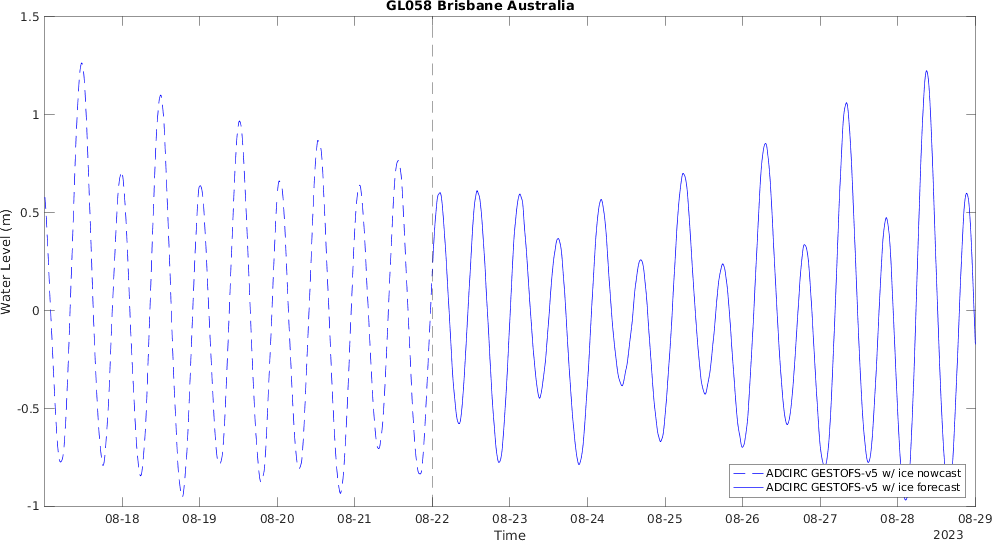 GL058 Brisbane Australia
1.5
1
0.5
0
-0.5
-1
Water Level (m)
ADCIRC GESTOFS-v5 w/ ice nowcast
ADCIRC GESTOFS-v5 w/ ice forecast
08-18 08-19 08-20 08-21 08-22 08-23 08-24 08-25 08-26 08-27 08-28 08-29
Time
2023